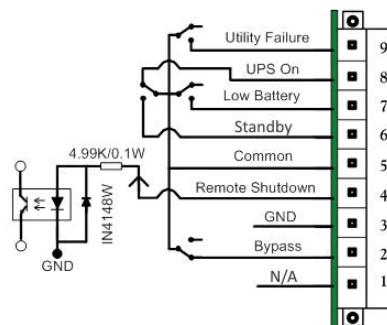 Utility Failure 9
UPS On 8
Low Battery 7
Standby 6
Common 5
4.99K/0.1W
Remote Shutdown 4
IN4148W
GND 3
Bypass 2
GND
N/A 1